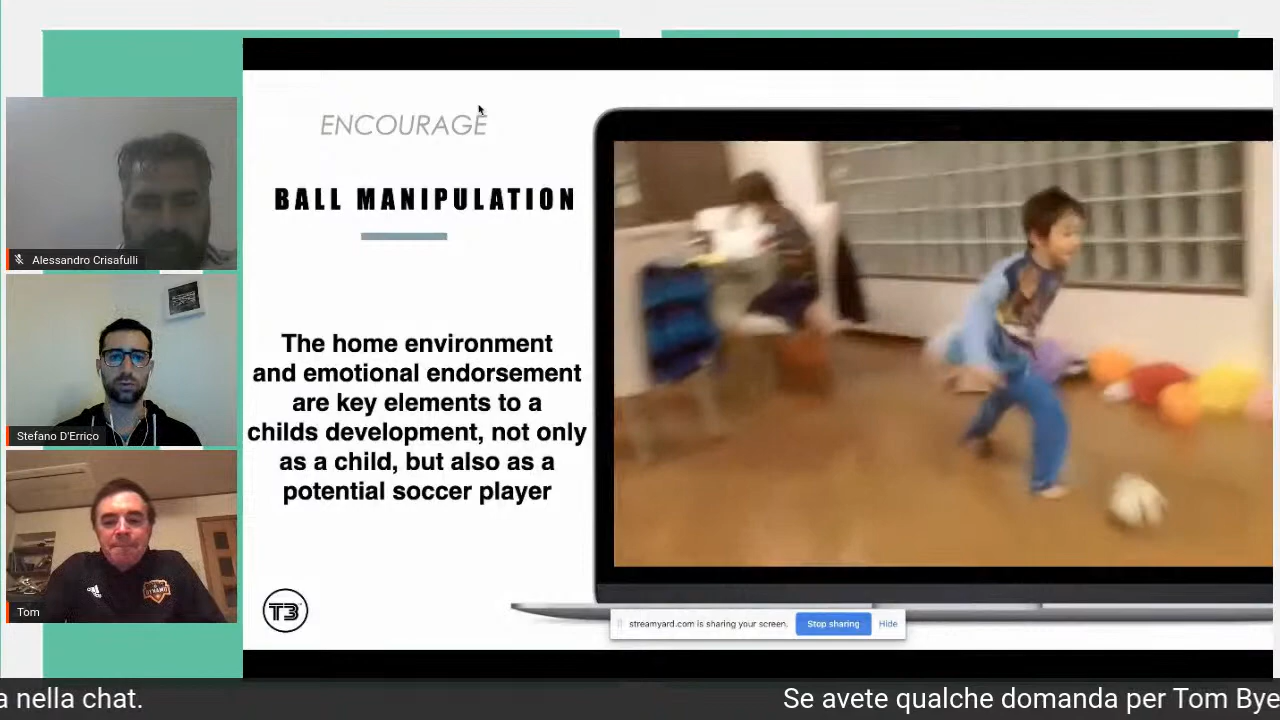 ENCOURAGE
BALL MANIPULATION
The home environment
and emotional endorsement
are key elements to a
childs development, not only
as a child, but also as a
potential soccer player
T3
streamyard.com is sharing your screen.
Stop sharing
Hide
Alessandro Crisafulli
Stefano D'Errico
Tom
DYNAMO
a nella chat.
Se avete qualche domanda per Tom Bye